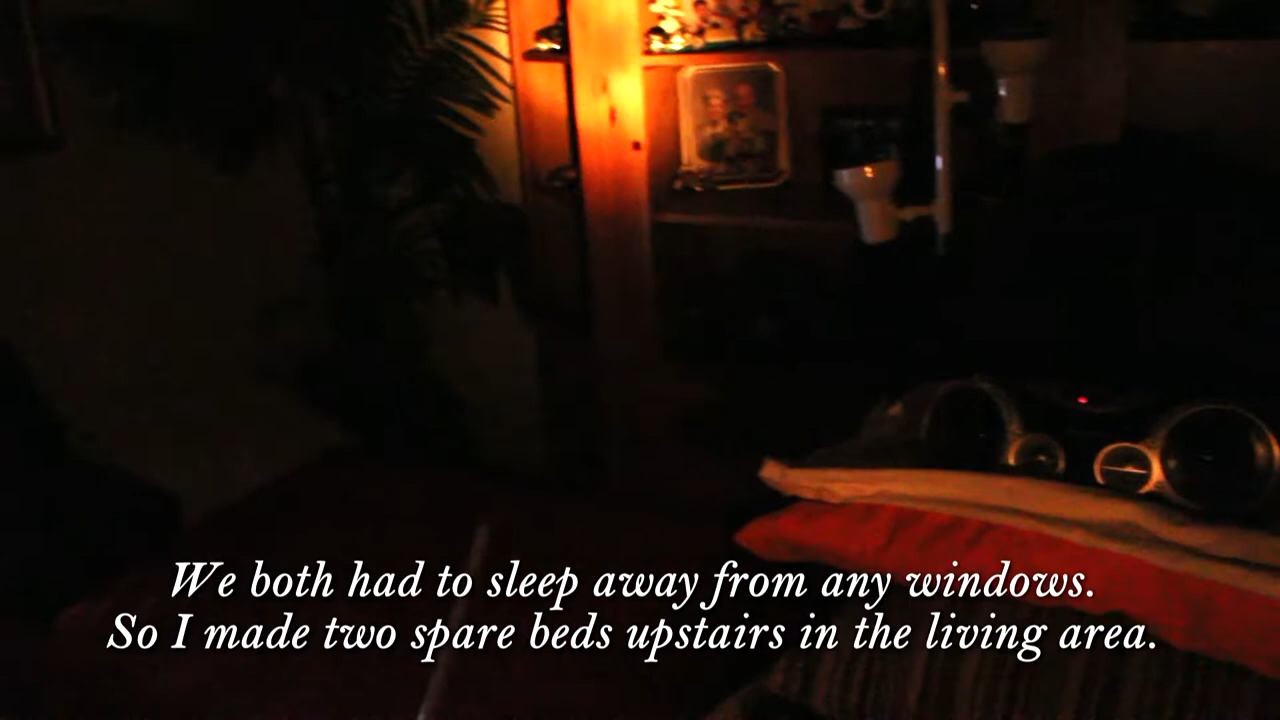 We both had to sleep away from any windows.
So I made two spare beds upstairs in the living area.